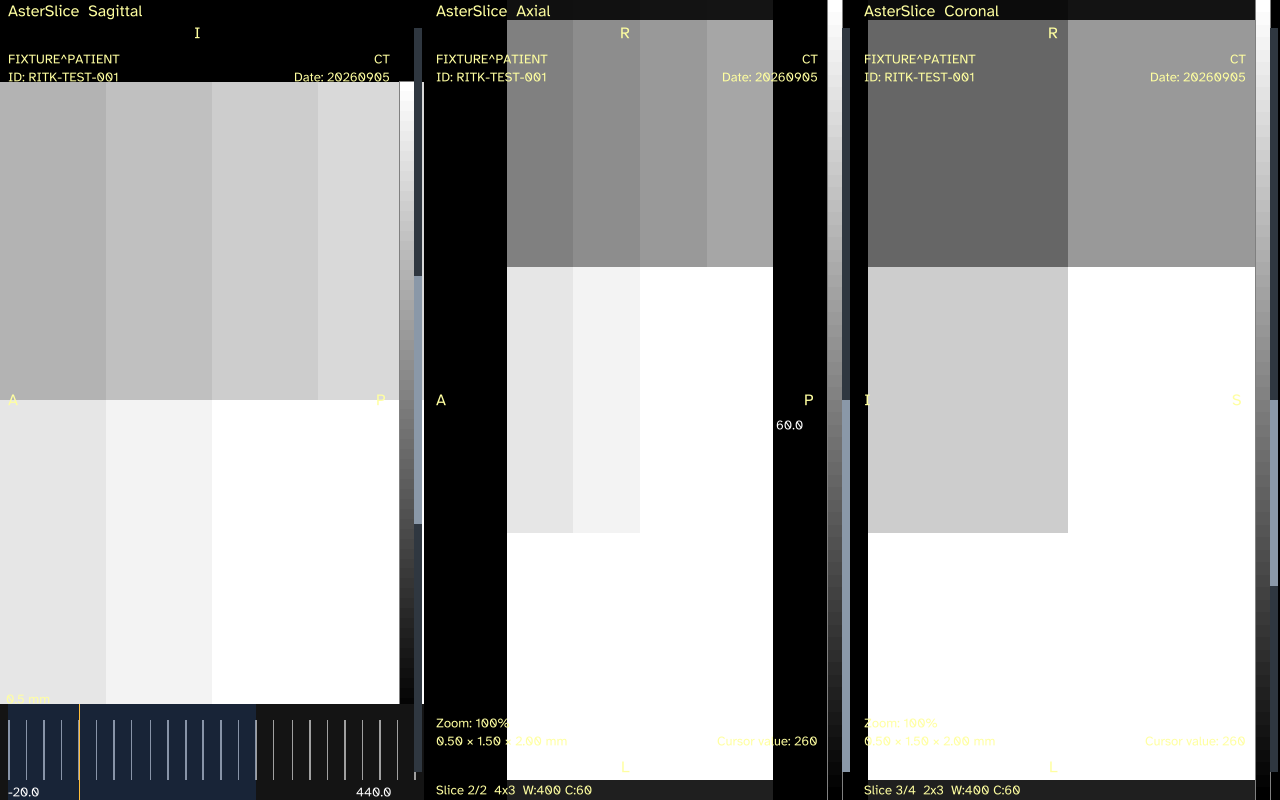 AsterSlice Sagittal
I
FIXTURE^PATIENT
CT
ID: RITK-TEST-001
Date: 20260905
A
P
0.5 mm
-20.0
440.0
AsterSlice Axial
R
FIXTURE^PATIENT
CT
ID: RITK-TEST-001
Date: 20260905
A
P
60.0
Zoom: 100%
0.50 × 1.50 × 2.00 mm
Cursor value: 260
L
Slice 2/2 4x3 W:400 C:60
AsterSlice Coronal
R
FIXTURE^PATIENT
CT
ID: RITK-TEST-001
Date: 20260905
I
S
Zoom: 100%
0.50 × 1.50 × 2.00 mm
Cursor value: 260
L
Slice 3/4 2x3 W:400 C:60